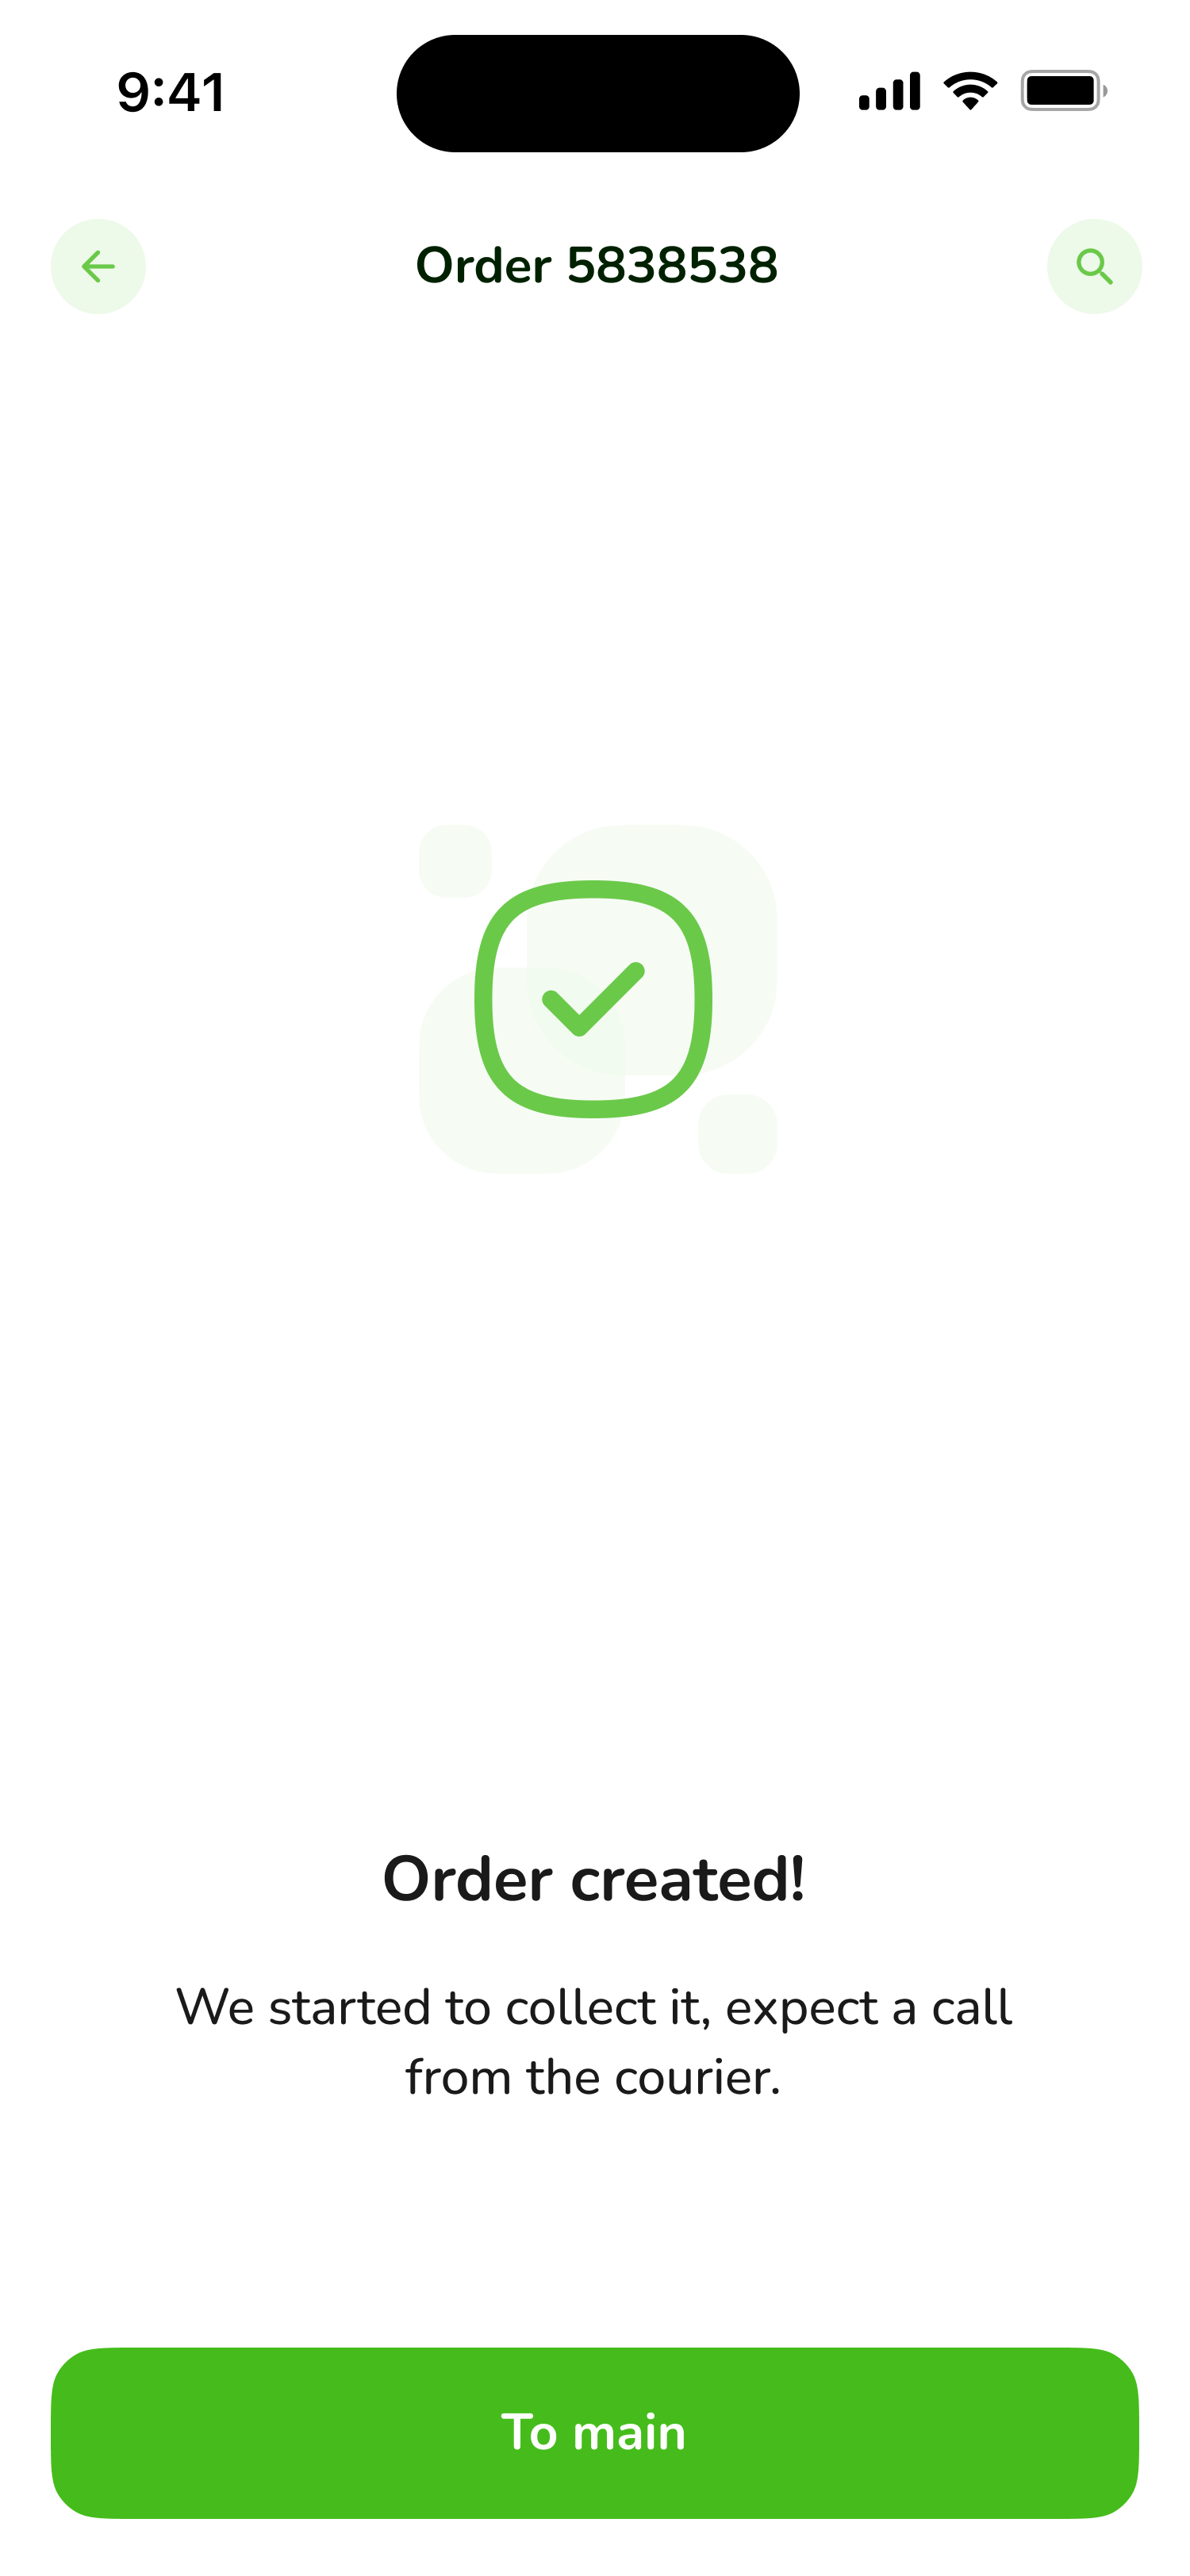 9:41
Order 5838538
Order created!
We started to collect it, expect a call
from the courier.
To main